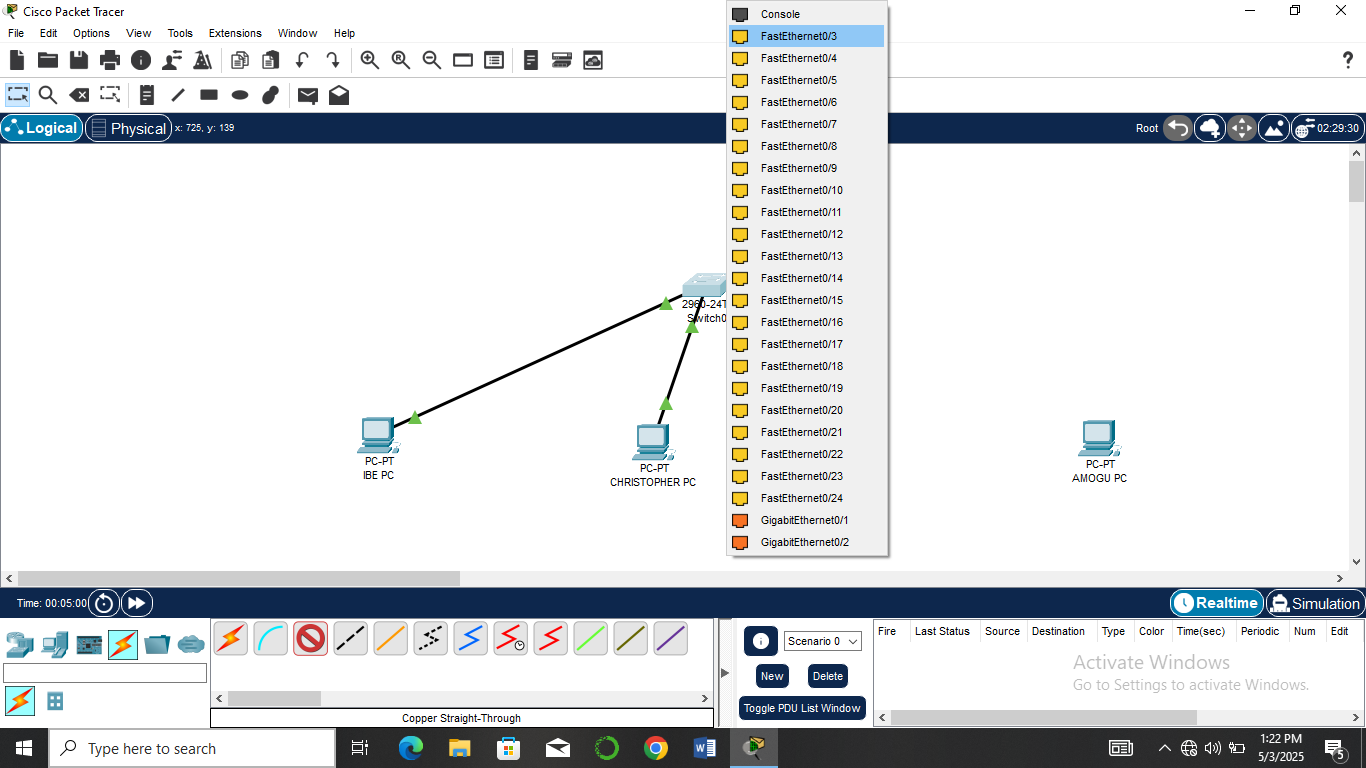 Cisco Packet Tracer
File Edit Options View Tools Extensions Window Help
?
Logical Physical x: 725, y: 139 Root 02:29:30
Console
FastEthernet0/3
FastEthernet0/4
FastEthernet0/5
FastEthernet0/6
FastEthernet0/7
FastEthernet0/8
FastEthernet0/9
FastEthernet0/10
FastEthernet0/11
FastEthernet0/12
FastEthernet0/13
FastEthernet0/14
FastEthernet0/15
FastEthernet0/16
FastEthernet0/17
FastEthernet0/18
FastEthernet0/19
FastEthernet0/20
FastEthernet0/21
FastEthernet0/22
FastEthernet0/23
FastEthernet0/24
GigabitEthernet0/1
GigabitEthernet0/2
2960-24T
Switch0
PC-PT
IBE PC
PC-PT
CHRISTOPHER PC
PC-PT
AMOGU PC
Time: 00:05:00 Realtime Simulation
Scenario 0
New Delete
Toggle PDU List Window
Fire Last Status Source Destination Type Color Time(sec) Periodic Num Edit
Activate Windows
Go to Settings to activate Windows.
Copper Straight-Through
Type here to search
1:22 PM
5/3/2025
5